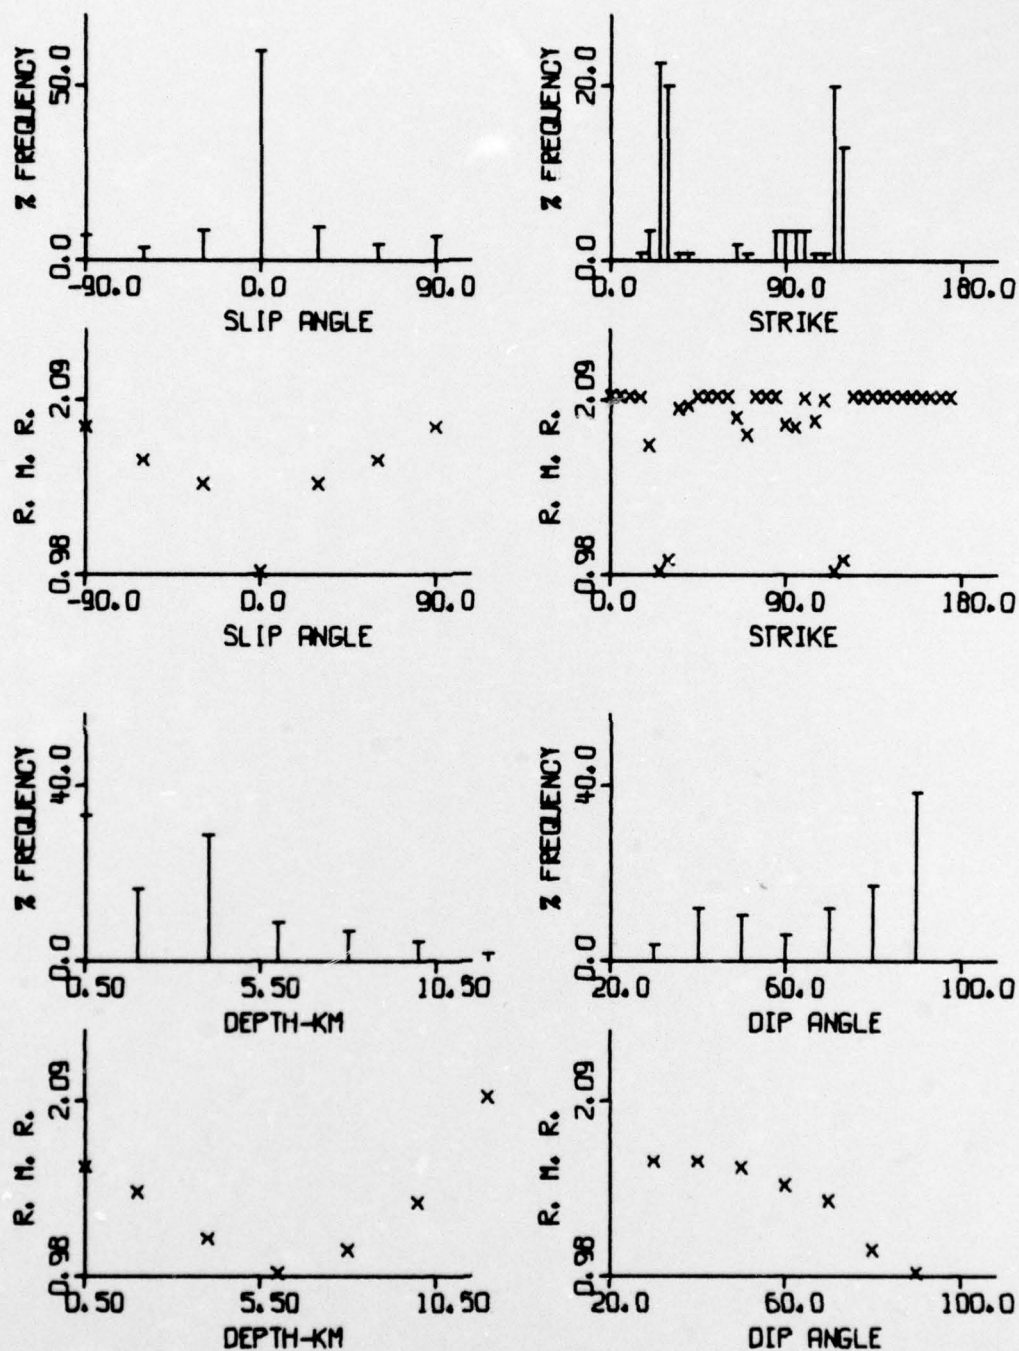 % FREQUENCY
50.0
0.0
-90.0 0.0 90.0
SLIP ANGLE
% FREQUENCY
20.0
0.0
0.0 90.0 180.0
STRIKE
R. M. R.
2.09
0.98
-90.0 0.0 90.0
SLIP ANGLE
R. M. R.
2.09
0.98
0.0 90.0 180.0
STRIKE
% FREQUENCY
40.0
0.0
0.50 5.50 10.50
DEPTH-KM
% FREQUENCY
40.0
0.0
20.0 60.0 100.0
DIP ANGLE
R. M. R.
2.09
0.98
0.50 5.50 10.50
DEPTH-KM
R. M. R.
2.09
0.98
20.0 60.0 100.0
DIP ANGLE